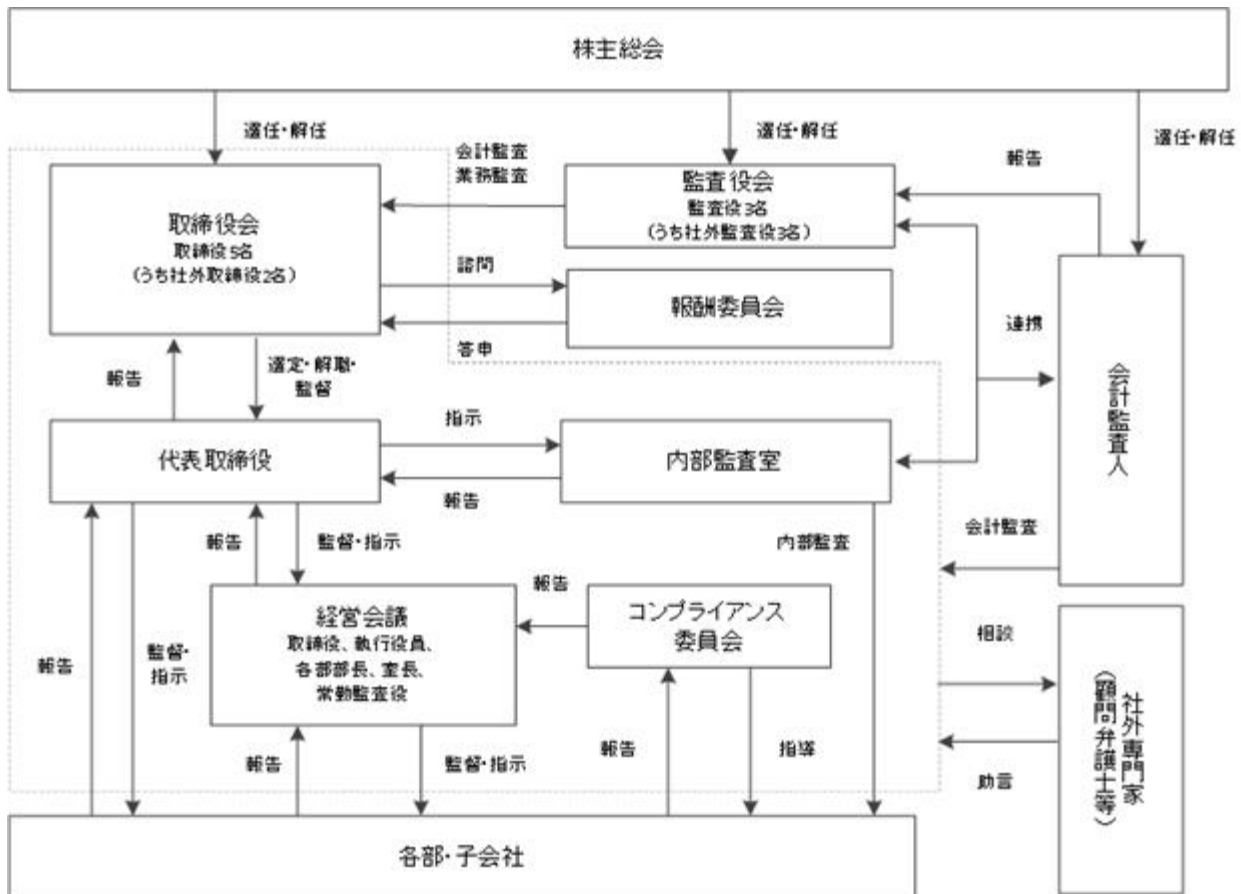 株主総会
選任・解任
選任・解任
選任・解任
会計監査
業務監査
報告
取締役会
取締役5名
(うち社外取締役2名)
監査役会
監査役3名
(うち社外監査役3名)
諮問
報酬委員会
答申
連携
会計監査人
報告
選定・解職・
監督
指示
代表取締役
内部監査室
報告
報告
監督・指示
内部監査
会計監査
報告
経営会議
取締役、執行役員、
各部部長、室長、
常勤監査役
コンプライアンス
委員会
報告
監督・
指示
相談
社外専門家
(顧問弁護士等)
報告
監督・指示
報告
指導
助言
各部・子会社